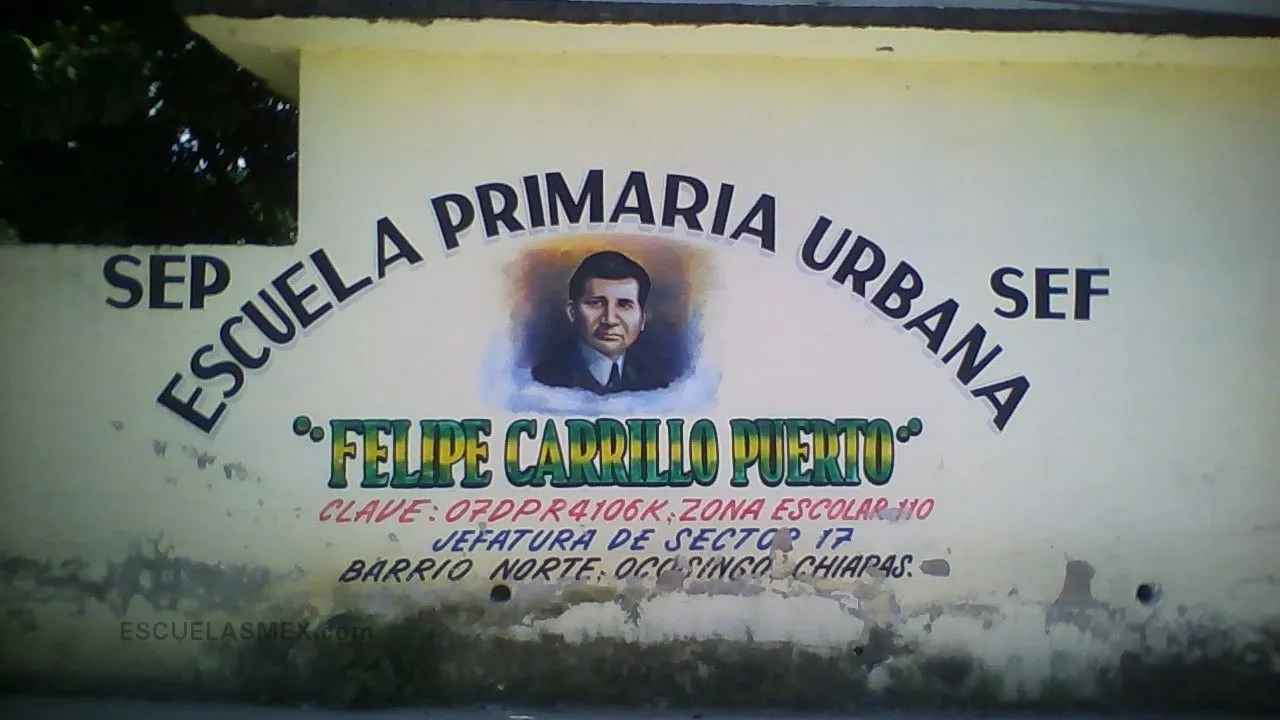 ESCUELA PRIMARIA URBANA
SEP
SEF
"FELIPE CARRILLO PUERTO"
CLAVE: 07DPR4106K; ZONA ESCOLAR 110
JEFATURA DE SECTOR 17
BARRIO NORTE; OCOSINGO, CHIAPAS.
ESCUELASMEX.com